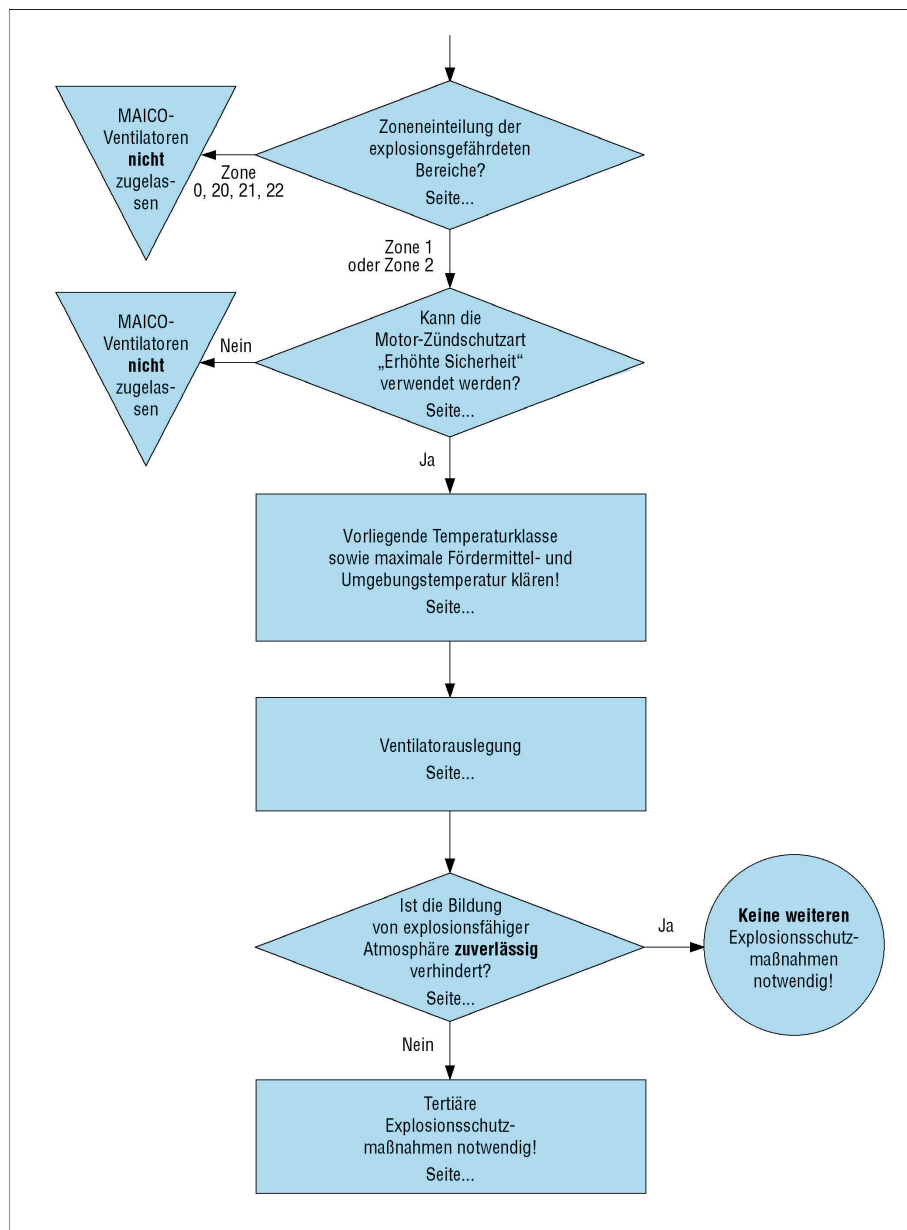 MAICO-
Ventilatoren
nicht
zugelas-
sen
Zone
0, 20, 21, 22
Zoneneinteilung der
explosionsgefährdeten
Bereiche?
Seite...
Zone 1
oder Zone 2
MAICO-
Ventilatoren
nicht
zugelas-
sen
Nein
Kann die
Motor-Zündschutzart
„Erhöhte Sicherheit“
verwendet werden?
Seite...
Ja
Vorliegende Temperaturklasse
sowie maximale Fördermittel- und
Umgebungstemperatur klären!
Seite...
Ventilatorauslegung
Seite...
Ist die Bildung
von explosionsfähiger
Atmosphäre zuverlässig
verhindert?
Seite...
Ja
Keine weiteren
Explosionsschutz-
maßnahmen
notwendig!
Nein
Tertiäre
Explosionsschutz-
maßnahmen notwendig!
Seite...